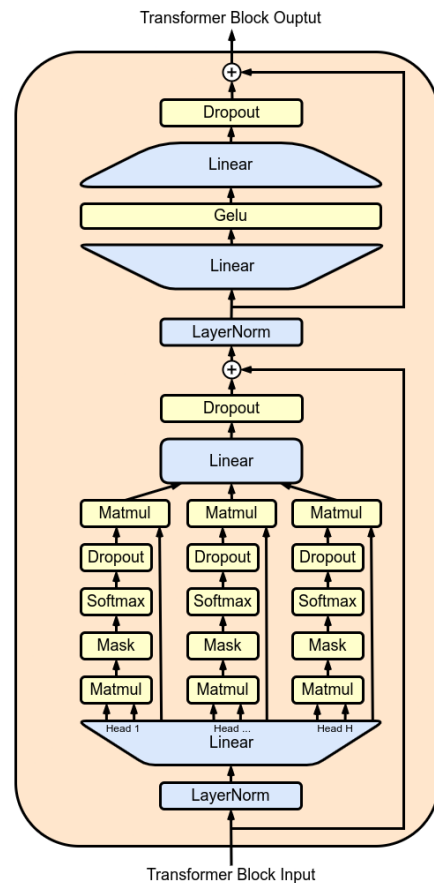 Transformer Block Ouptut
+
Dropout
Linear
Gelu
Linear
LayerNorm
+
Dropout
Linear
Matmul Matmul Matmul
Dropout Dropout Dropout
Softmax Softmax Softmax
Mask Mask Mask
Matmul Matmul Matmul
Head 1 Head ... Head H
Linear
LayerNorm
Transformer Block Input